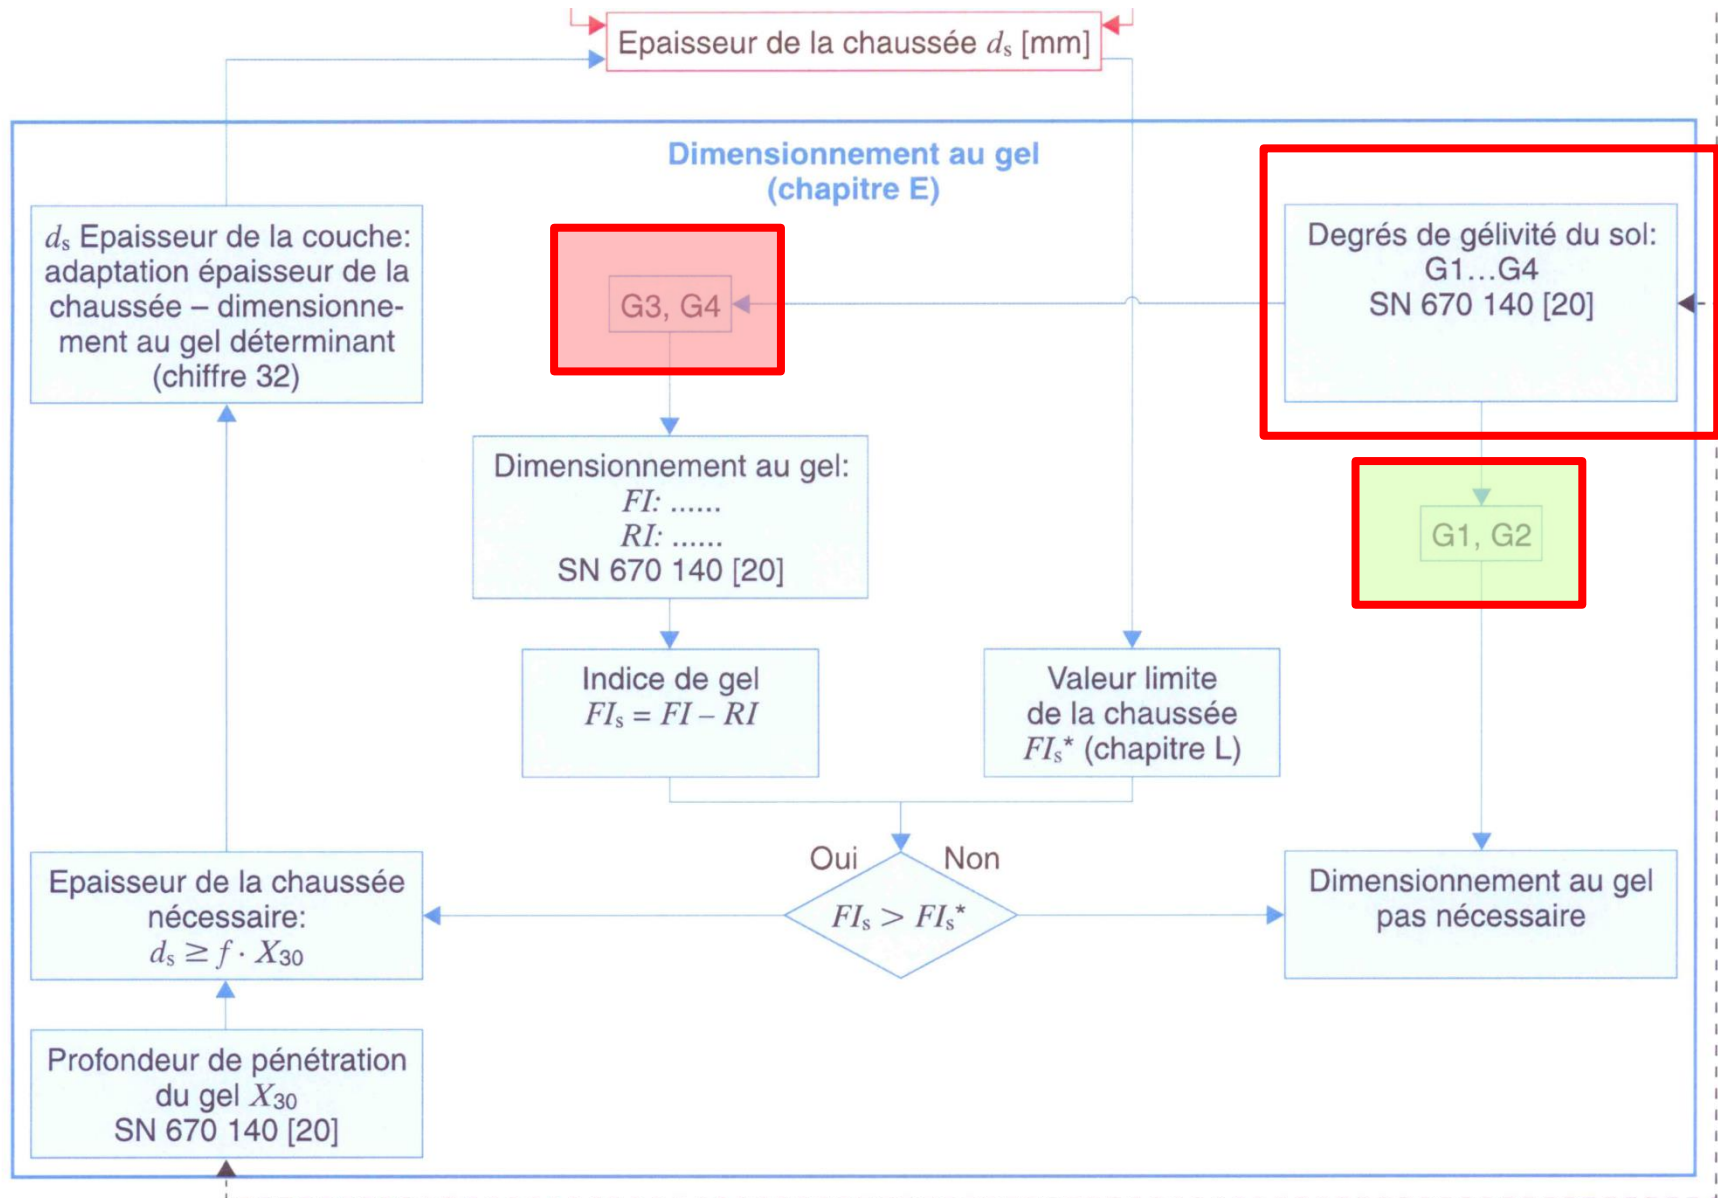 Epaisseur de la chaussée ds [mm]
Dimensionnement au gel
(chapitre E)
ds Epaisseur de la couche:
adaptation épaisseur de la
chaussée – dimensionne-
ment au gel déterminant
(chiffre 32)
G3, G4
Degrés de gélivité du sol:
G1...G4
SN 670 140 [20]
Dimensionnement au gel:
FI: ......
RI: ......
SN 670 140 [20]
G1, G2
Indice de gel
FIs = FI – RI
Valeur limite
de la chaussée
FIs* (chapitre L)
Oui
Non
FIs > FIs*
Epaisseur de la chaussée
nécessaire:
ds ≥ f · X30
Dimensionnement au gel
pas nécessaire
Profondeur de pénétration
du gel X30
SN 670 140 [20]